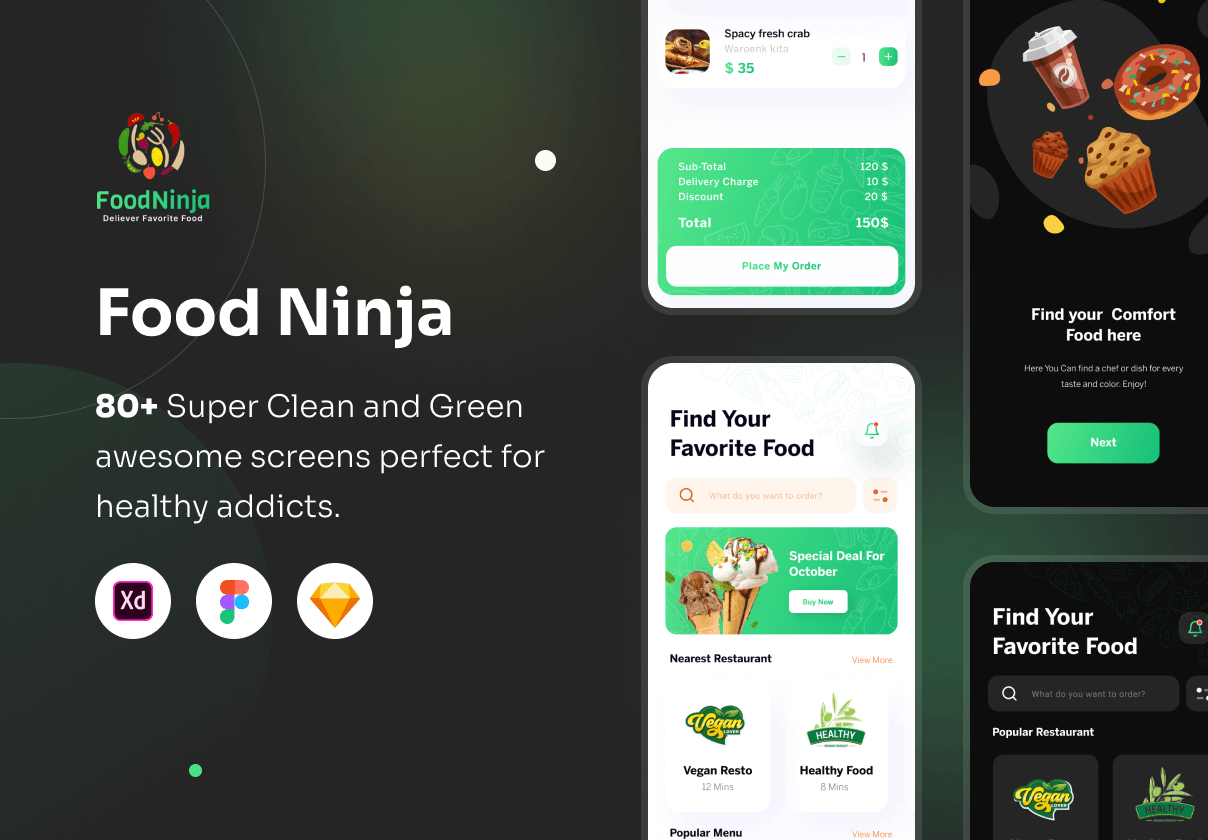 FoodNinja
Deliever Favorite Food
Food Ninja
80+ Super Clean and Green
awesome screens perfect for
healthy addicts.
Xd
Spacy fresh crab
Waroenk kita
$ 35
1
Sub-Total 120 $
Delivery Charge 10 $
Discount 20 $
Total 150$
Place My Order
Find Your
Favorite Food
What do you want to order?
Special Deal For
October
Buy Now
Nearest Restaurant View More
Vegan
LOVER
HEALTHY
Vegan Resto
12 Mins
Healthy Food
8 Mins
Popular Menu View More
Find your Comfort
Food here
Here You Can find a chef or dish for every
taste and color. Enjoy!
Next
Find Your
Favorite Food
What do you want to order?
Popular Restaurant
Vegan
LOVER
HEALTHY